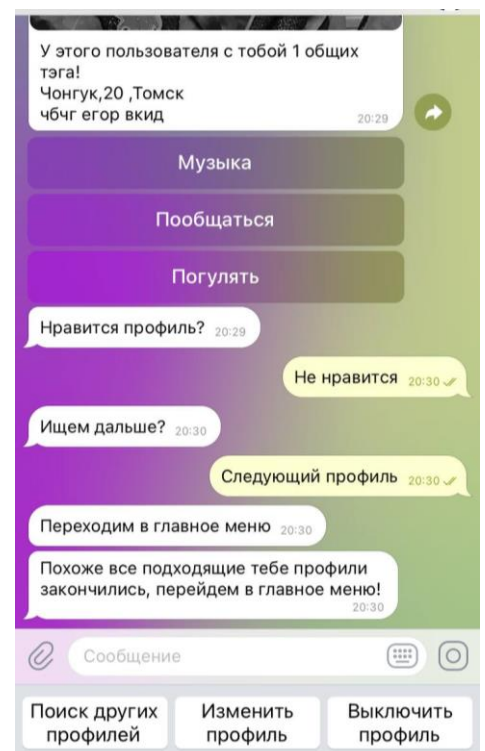 У этого пользователя с тобой 1 общих
тэга!
Чонгук,20 ,Томск
чбчг егор вкид
20:29
Музыка
Пообщаться
Погулять
Нравится профиль? 20:29
Не нравится 20:30
Ищем дальше? 20:30
Следующий профиль 20:30
Переходим в главное меню 20:30
Похоже все подходящие тебе профили
закончились, перейдем в главное меню!
20:30
Сообщение
Поиск других
профилей
Изменить
профиль
Выключить
профиль